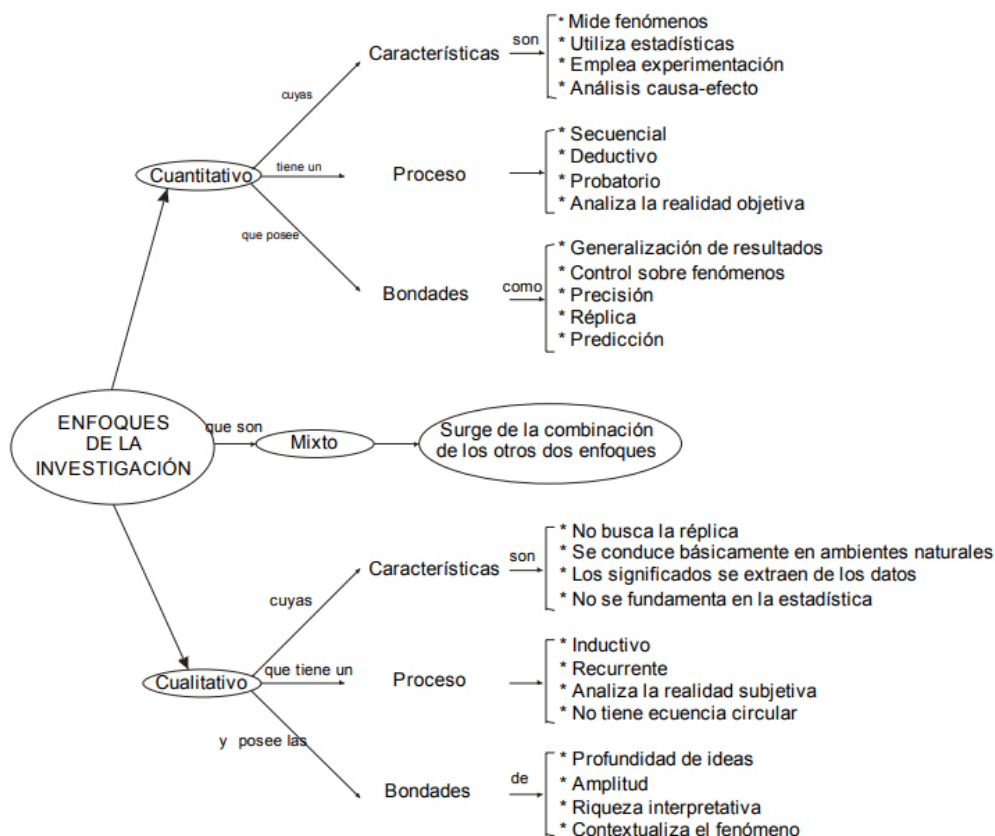 * Mide fenómenos
Características
son
* Utiliza estadísticas
* Emplea experimentación
* Análisis causa-efecto
cuyas
* Secuencial
Cuantitativo
tiene un
Proceso
* Deductivo
* Probatorio
* Analiza la realidad objetiva
que posee
* Generalización de resultados
* Control sobre fenómenos
Bondades
como
* Precisión
* Réplica
* Predicción
ENFOQUES
DE LA
INVESTIGACIÓN
que son
Mixto
Surge de la combinación
de los otros dos enfoques
* No busca la réplica
Características
son
* Se conduce básicamente en ambientes naturales
* Los significados se extraen de los datos
* No se fundamenta en la estadística
cuyas
* Inductivo
Cualitativo
que tiene un
Proceso
* Recurrente
* Analiza la realidad subjetiva
* No tiene ecuencia circular
y posee las
* Profundidad de ideas
Bondades
de
* Amplitud
* Riqueza interpretativa
* Contextualiza el fenómeno